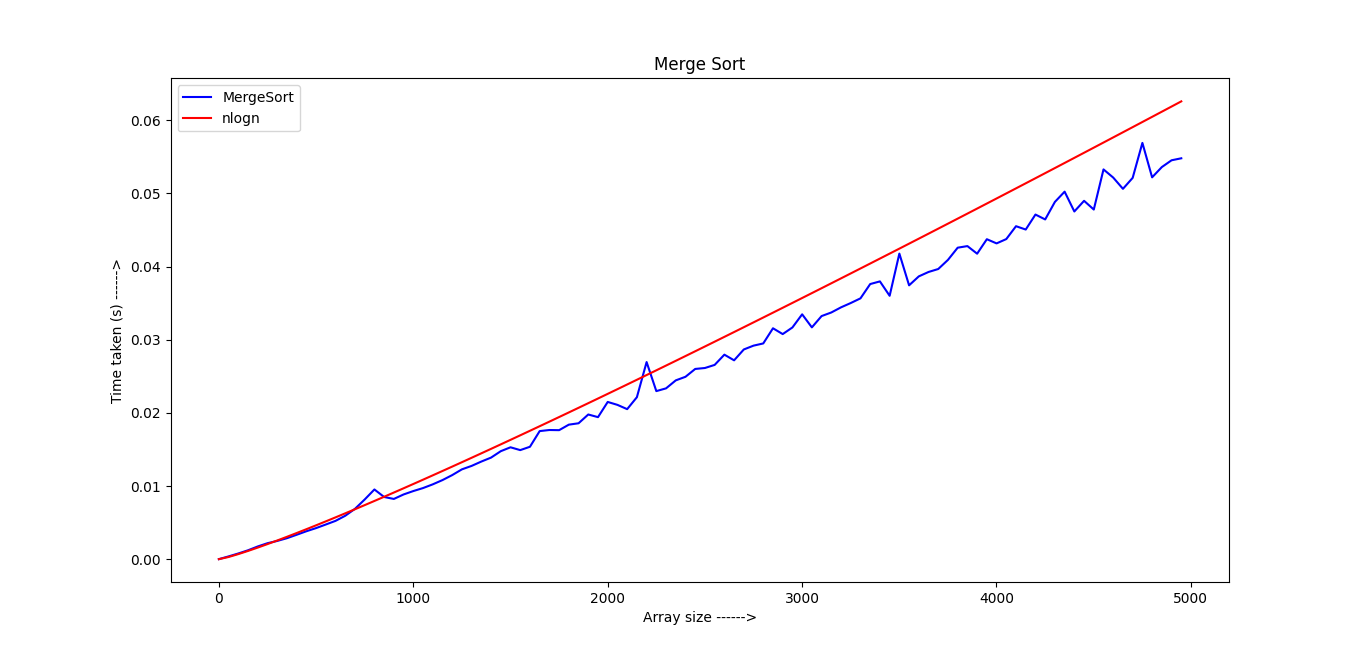 Merge Sort
MergeSort
nlogn
0.06
0.05
0.04
0.03
0.02
0.01
0.00
Time taken (s) ------>
0 1000 2000 3000 4000 5000
Array size ------>